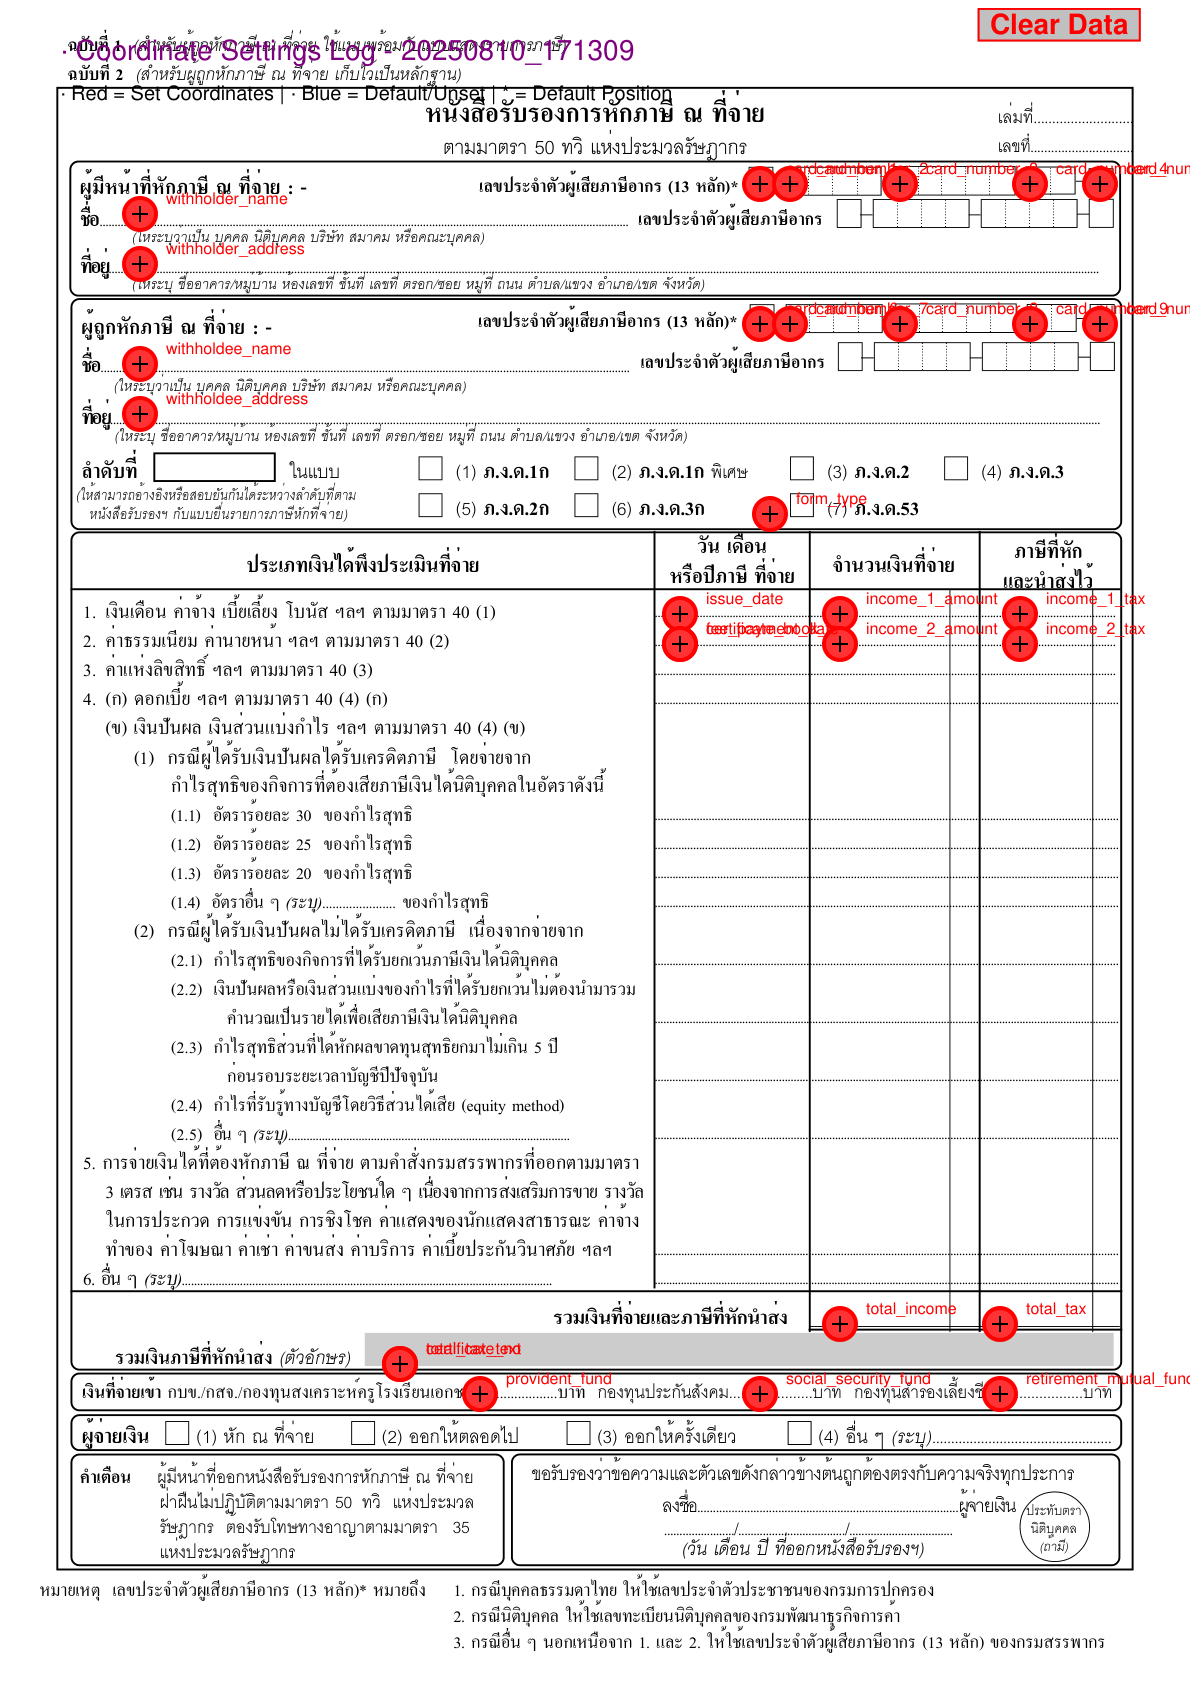 Clear Data
ฉบับที่ 1 (สำหรับผู้ถูกหักภาษี ณ ที่จ่าย ใช้แนบพร้อมกับแบบแสดงรายการภาษี)
· Coordinate Settings Log - 20250810_171309
ฉบับที่ 2 (สำหรับผู้ถูกหักภาษี ณ ที่จ่าย เก็บไว้เป็นหลักฐาน)
· Red = Set Coordinates | · Blue = Default/Unset | * = Default Position
หนังสือรับรองการหักภาษี ณ ที่จ่าย
เล่มที่
ตามมาตรา 50 ทวิ แห่งประมวลรัษฎากร
เลขที่
ผู้มีหน้าที่หักภาษี ณ ที่จ่าย : -
เลขประจำตัวผู้เสียภาษีอากร (13 หลัก)*
card_number_2 card_number_3 card_number_4
ชื่อ withholder_name
เลขประจำตัวผู้เสียภาษีอากร
(ให้ระบุว่าเป็น บุคคล นิติบุคคล บริษัท สมาคม หรือคณะบุคคล)
ที่อยู่ withholder_address
(ให้ระบุ ชื่ออาคาร/หมู่บ้าน ห้องเลขที่ ชั้นที่ เลขที่ ตรอก/ซอย หมู่ที่ ถนน ตำบล/แขวง อำเภอ/เขต จังหวัด)
ผู้ถูกหักภาษี ณ ที่จ่าย : -
เลขประจำตัวผู้เสียภาษีอากร (13 หลัก)*
card_number_7 card_number_8 card_number_9
ชื่อ withholdee_name
เลขประจำตัวผู้เสียภาษีอากร
(ให้ระบุว่าเป็น บุคคล นิติบุคคล บริษัท สมาคม หรือคณะบุคคล)
ที่อยู่ withholdee_address
(ให้ระบุ ชื่ออาคาร/หมู่บ้าน ห้องเลขที่ ชั้นที่ เลขที่ ตรอก/ซอย หมู่ที่ ถนน ตำบล/แขวง อำเภอ/เขต จังหวัด)
ลำดับที่ ในแบบ (1) ภ.ง.ด.1ก (2) ภ.ง.ด.1ก พิเศษ (3) ภ.ง.ด.2 (4) ภ.ง.ด.3
(ให้สามารถอ้างอิงหรือสอบยันกันได้ระหว่างลำดับที่ตาม
หนังสือรับรองฯ กับแบบยื่นรายการภาษีหักที่จ่าย)
(5) ภ.ง.ด.2ก (6) ภ.ง.ด.3ก form_type (7) ภ.ง.ด.53
ประเภทเงินได้พึงประเมินที่จ่าย
วัน เดือน
หรือปีภาษี ที่จ่าย
จำนวนเงินที่จ่าย
ภาษีที่หัก
และนำส่งไว้
1. เงินเดือน ค่าจ้าง เบี้ยเลี้ยง โบนัส ฯลฯ ตามมาตรา 40 (1) issue_date income_1_amount income_1_tax
2. ค่าธรรมเนียม ค่านายหน้า ฯลฯ ตามมาตรา 40 (2) income_2_amount income_2_tax
3. ค่าแห่งลิขสิทธิ์ ฯลฯ ตามมาตรา 40 (3)
4. (ก) ดอกเบี้ย ฯลฯ ตามมาตรา 40 (4) (ก)
(ข) เงินปันผล เงินส่วนแบ่งกำไร ฯลฯ ตามมาตรา 40 (4) (ข)
(1) กรณีผู้ได้รับเงินปันผลได้รับเครดิตภาษี โดยจ่ายจาก
กำไรสุทธิของกิจการที่ต้องเสียภาษีเงินได้นิติบุคคลในอัตราดังนี้
(1.1) อัตราร้อยละ 30 ของกำไรสุทธิ
(1.2) อัตราร้อยละ 25 ของกำไรสุทธิ
(1.3) อัตราร้อยละ 20 ของกำไรสุทธิ
(1.4) อัตราอื่น ๆ (ระบุ) ของกำไรสุทธิ
(2) กรณีผู้ได้รับเงินปันผลไม่ได้รับเครดิตภาษี เนื่องจากจ่ายจาก
(2.1) กำไรสุทธิของกิจการที่ได้รับยกเว้นภาษีเงินได้นิติบุคคล
(2.2) เงินปันผลหรือเงินส่วนแบ่งของกำไรที่ได้รับยกเว้นไม่ต้องนำมารวม
คำนวณเป็นรายได้เพื่อเสียภาษีเงินได้นิติบุคคล
(2.3) กำไรสุทธิส่วนที่ได้หักผลขาดทุนสุทธิยกมาไม่เกิน 5 ปี
ก่อนรอบระยะเวลาบัญชีปีปัจจุบัน
(2.4) กำไรที่รับรู้ทางบัญชีโดยวิธีส่วนได้เสีย (equity method)
(2.5) อื่น ๆ (ระบุ)
5. การจ่ายเงินได้ที่ต้องหักภาษี ณ ที่จ่าย ตามคำสั่งกรมสรรพากรที่ออกตามมาตรา
3 เตรส เช่น รางวัล ส่วนลดหรือประโยชน์ใด ๆ เนื่องจากการส่งเสริมการขาย รางวัล
ในการประกวด การแข่งขัน การชิงโชค ค่าแสดงของนักแสดงสาธารณะ ค่าจ้าง
ทำของ ค่าโฆษณา ค่าเช่า ค่าขนส่ง ค่าบริการ ค่าเบี้ยประกันวินาศภัย ฯลฯ
6. อื่น ๆ (ระบุ)
รวมเงินที่จ่ายและภาษีที่หักนำส่ง total_income total_tax
รวมเงินภาษีที่หักนำส่ง (ตัวอักษร)
เงินที่จ่ายเข้า กบข./กสจ./กองทุนสงเคราะห์ครูโรงเรียนเอกช provident_fund บาท กองทุนประกันสังคม social_security_fund บาท กองทุนสำรองเลี้ยงชี retirement_mutual_fund บาท
ผู้จ่ายเงิน (1) หัก ณ ที่จ่าย (2) ออกให้ตลอดไป (3) ออกให้ครั้งเดียว (4) อื่น ๆ (ระบุ)
คำเตือน ผู้มีหน้าที่ออกหนังสือรับรองการหักภาษี ณ ที่จ่าย
ฝ่าฝืนไม่ปฏิบัติตามมาตรา 50 ทวิ แห่งประมวล
รัษฎากร ต้องรับโทษทางอาญาตามมาตรา 35
แห่งประมวลรัษฎากร
ขอรับรองว่าข้อความและตัวเลขดังกล่าวข้างต้นถูกต้องตรงกับความจริงทุกประการ
ลงชื่อ ผู้จ่ายเงิน
/ /
(วัน เดือน ปี ที่ออกหนังสือรับรองฯ)
ประทับตรา
นิติบุคคล
(ถ้ามี)
หมายเหตุ เลขประจำตัวผู้เสียภาษีอากร (13 หลัก)* หมายถึง 1. กรณีบุคคลธรรมดาไทย ให้ใช้เลขประจำตัวประชาชนของกรมการปกครอง
2. กรณีนิติบุคคล ให้ใช้เลขทะเบียนนิติบุคคลของกรมพัฒนาธุรกิจการค้า
3. กรณีอื่น ๆ นอกเหนือจาก 1. และ 2. ให้ใช้เลขประจำตัวผู้เสียภาษีอากร (13 หลัก) ของกรมสรรพากร